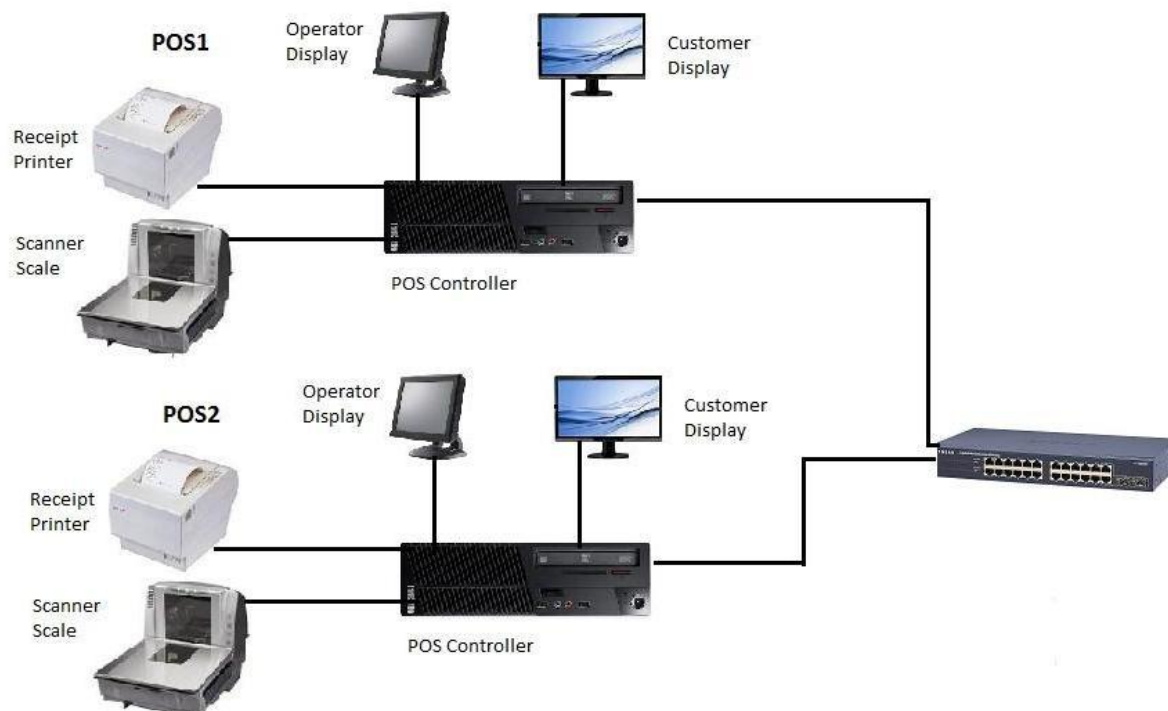 POS1
Operator
Display
Customer
Display
Receipt
Printer
Scanner
Scale
POS Controller
POS2
Operator
Display
Customer
Display
Receipt
Printer
Scanner
Scale
POS Controller